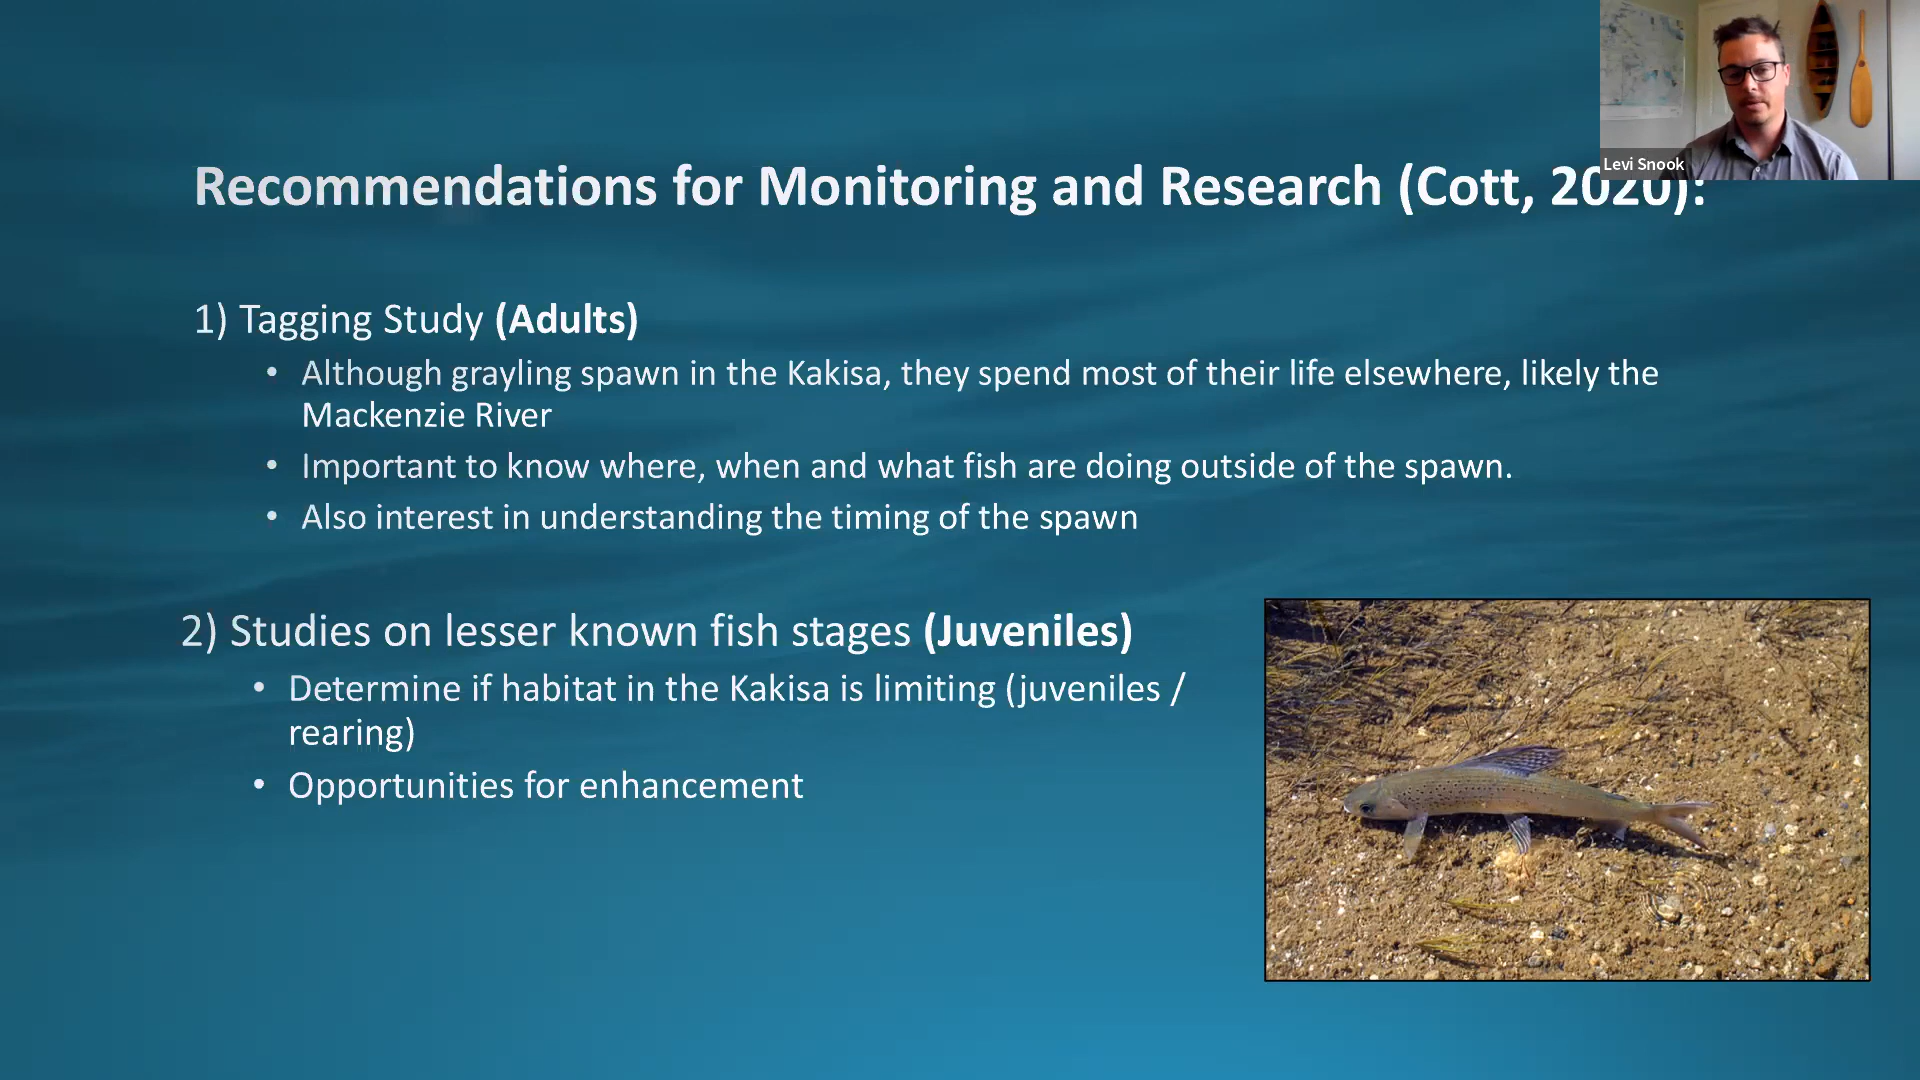 Levi Snook
Recommendations for Monitoring and Research (Cott, 2020):
1) Tagging Study (Adults)
• Although grayling spawn in the Kakisa, they spend most of their life elsewhere, likely the
Mackenzie River
• Important to know where, when and what fish are doing outside of the spawn.
• Also interest in understanding the timing of the spawn
2) Studies on lesser known fish stages (Juveniles)
• Determine if habitat in the Kakisa is limiting (juveniles /
rearing)
• Opportunities for enhancement